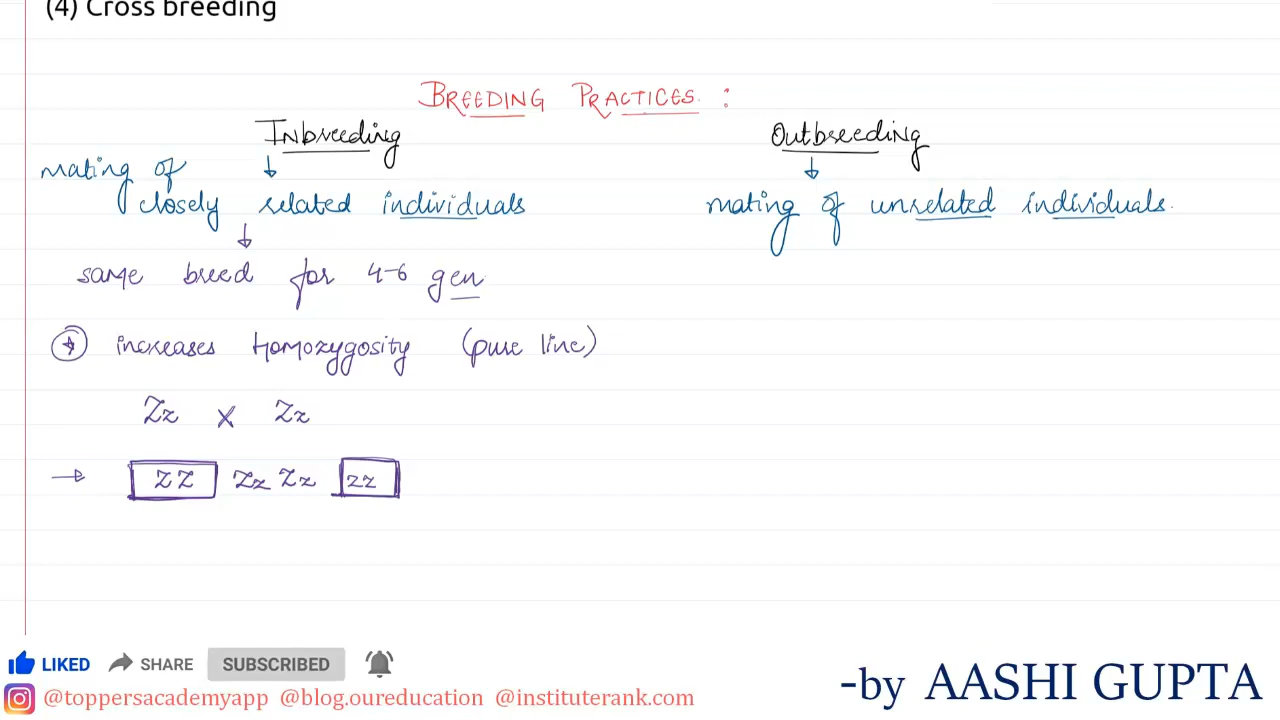 (4) Cross breeding
BREEDING PRACTICES :
Inbreeding
mating of
closely related individuals
same breed for 4-6 gen
increases Homozygosity (pure line)
Zz x Zz
→ ZZ Zz Zz zz
Outbreeding
mating of unrelated individuals.
LIKED SHARE SUBSCRIBED
@toppersacademyapp @blog.oureducation @instituterank.com
-by AASHI GUPTA